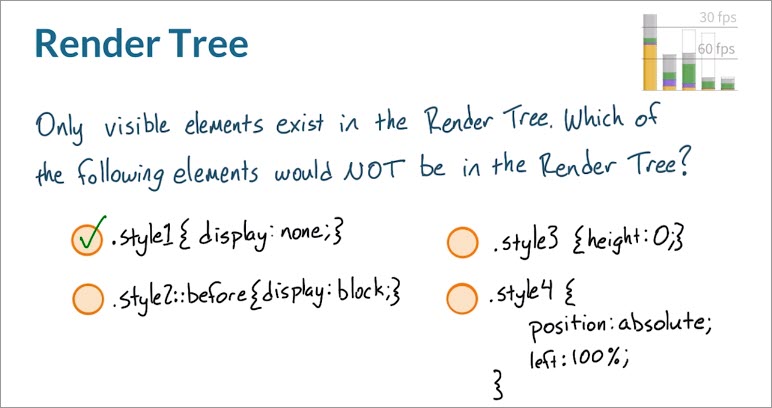 Render Tree
30 fps
60 fps
Only visible elements exist in the Render Tree. Which of
the following elements would NOT be in the Render Tree?
.style1 { display: none; }
.style3 {height: 0;}
.style2::before {display: block;}
.style4 {
position: absolute;
left: 100%;
}